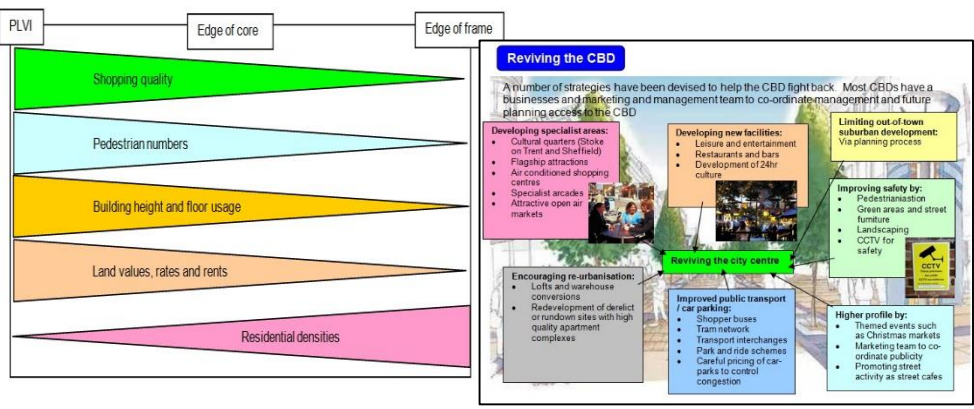 PLVI
Edge of core
Edge of frame
Shopping quality
Pedestrian numbers
Building height and floor usage
Land values, rates and rents
Residential densities
Reviving the CBD
A number of strategies have been devised to help the CBD fight back. Most CBDs have a
businesses and marketing and management team to co-ordinate management and future
planning access to the CBD
Developing specialist areas:
• Cultural quarters (Stoke
on Trent and Sheffield)
• Flagship attractions
• Air conditioned shopping
centres
• Specialist arcades
• Attractive open air
markets
Developing new facilities:
• Leisure and entertainment
• Restaurants and bars
• Development of 24hr
culture
Limiting out-of-town
suburban development:
Via planning process
Improving safety by:
• Pedestrianiastion
• Green areas and street
furniture
• Landscaping
• CCTV for
safety
CCTV
Reviving the city centre
Encouraging re-urbanisation:
• Lofts and warehouse
conversions
• Redevelopment of derelict
or rundown sites with high
quality apartment
complexes
Improved public transport
/ car parking:
• Shopper buses
• Tram network
• Transport interchanges
• Park and ride schemes
• Careful pricing of car-
parks to control
congestion
Higher profile by:
• Themed events such
as Christmas markets
• Marketing team to co-
ordinate publicity
• Promoting street
activity as street cafes